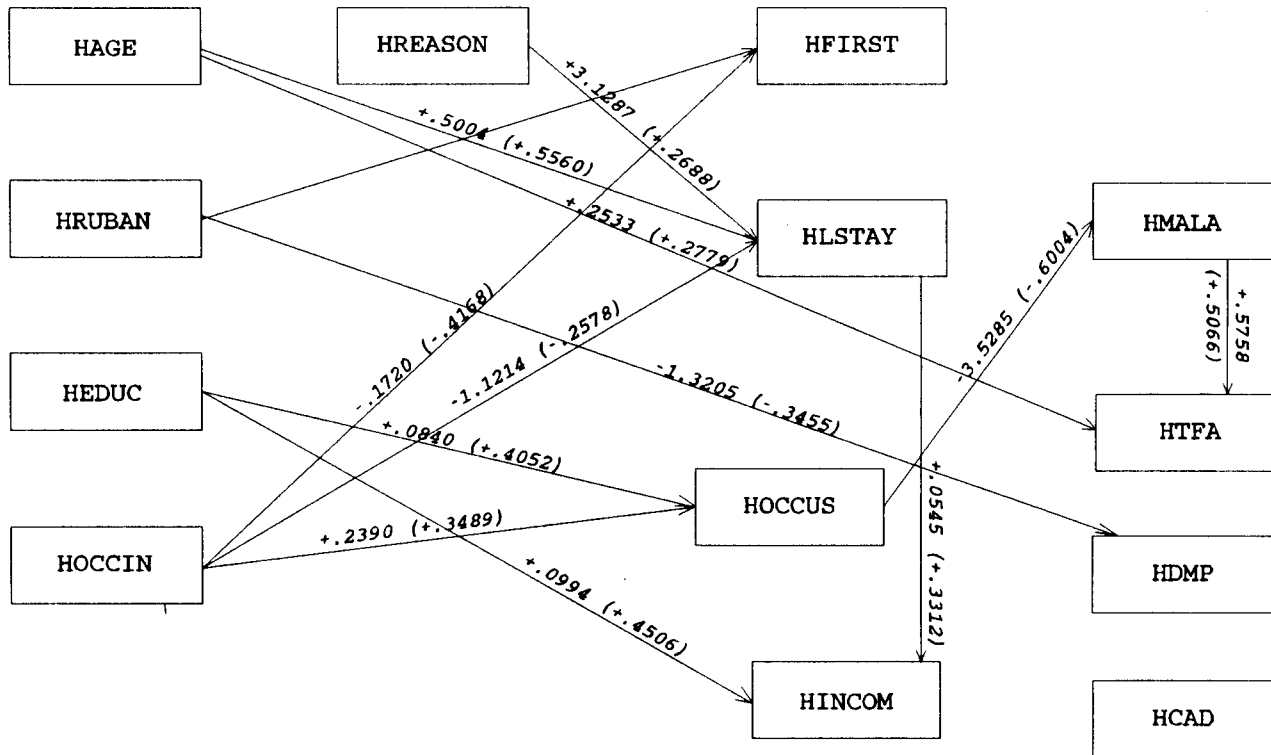 HAGE
HREASON
HFIRST
+3.1287 (+.2688)
+.5004 (+.5560)
HRUBAN
HLSTAY
HMALA
+.2533 (+.2779)
-3.5285 (-.6004)
+.5758
(+.5066)
-.1720 (-.4168)
-1.1214 (-.2578)
HEDUC
-1.3205 (-.3455)
HTFA
+.0840 (+.4052)
HOCCUS
+.0545 (+.3312)
HOCCIN
+.2390 (+.3489)
HDMP
+.0994 (+.4506)
HINCOM
HCAD